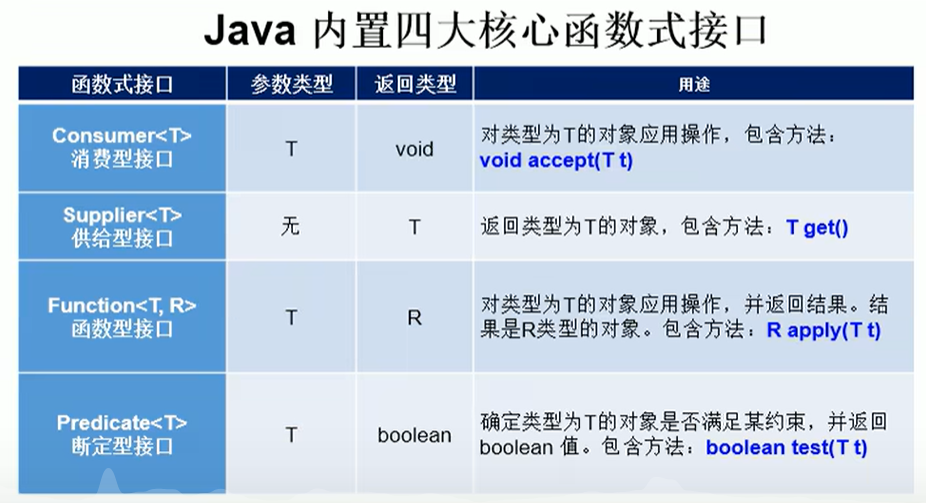 Java 内置四大核心函数式接口
函数式接口 参数类型 返回类型 用途
Consumer<T>
消费型接口
T
void
对类型为T的对象应用操作，包含方法：
void accept(T t)
Supplier<T>
供给型接口
无
T
返回类型为T的对象，包含方法：T get()
Function<T, R>
函数型接口
T
R
对类型为T的对象应用操作，并返回结果。结
果是R类型的对象。包含方法：R apply(T t)
Predicate<T>
断定型接口
T
boolean
确定类型为T的对象是否满足某约束，并返回
boolean 值。包含方法：boolean test(T t)